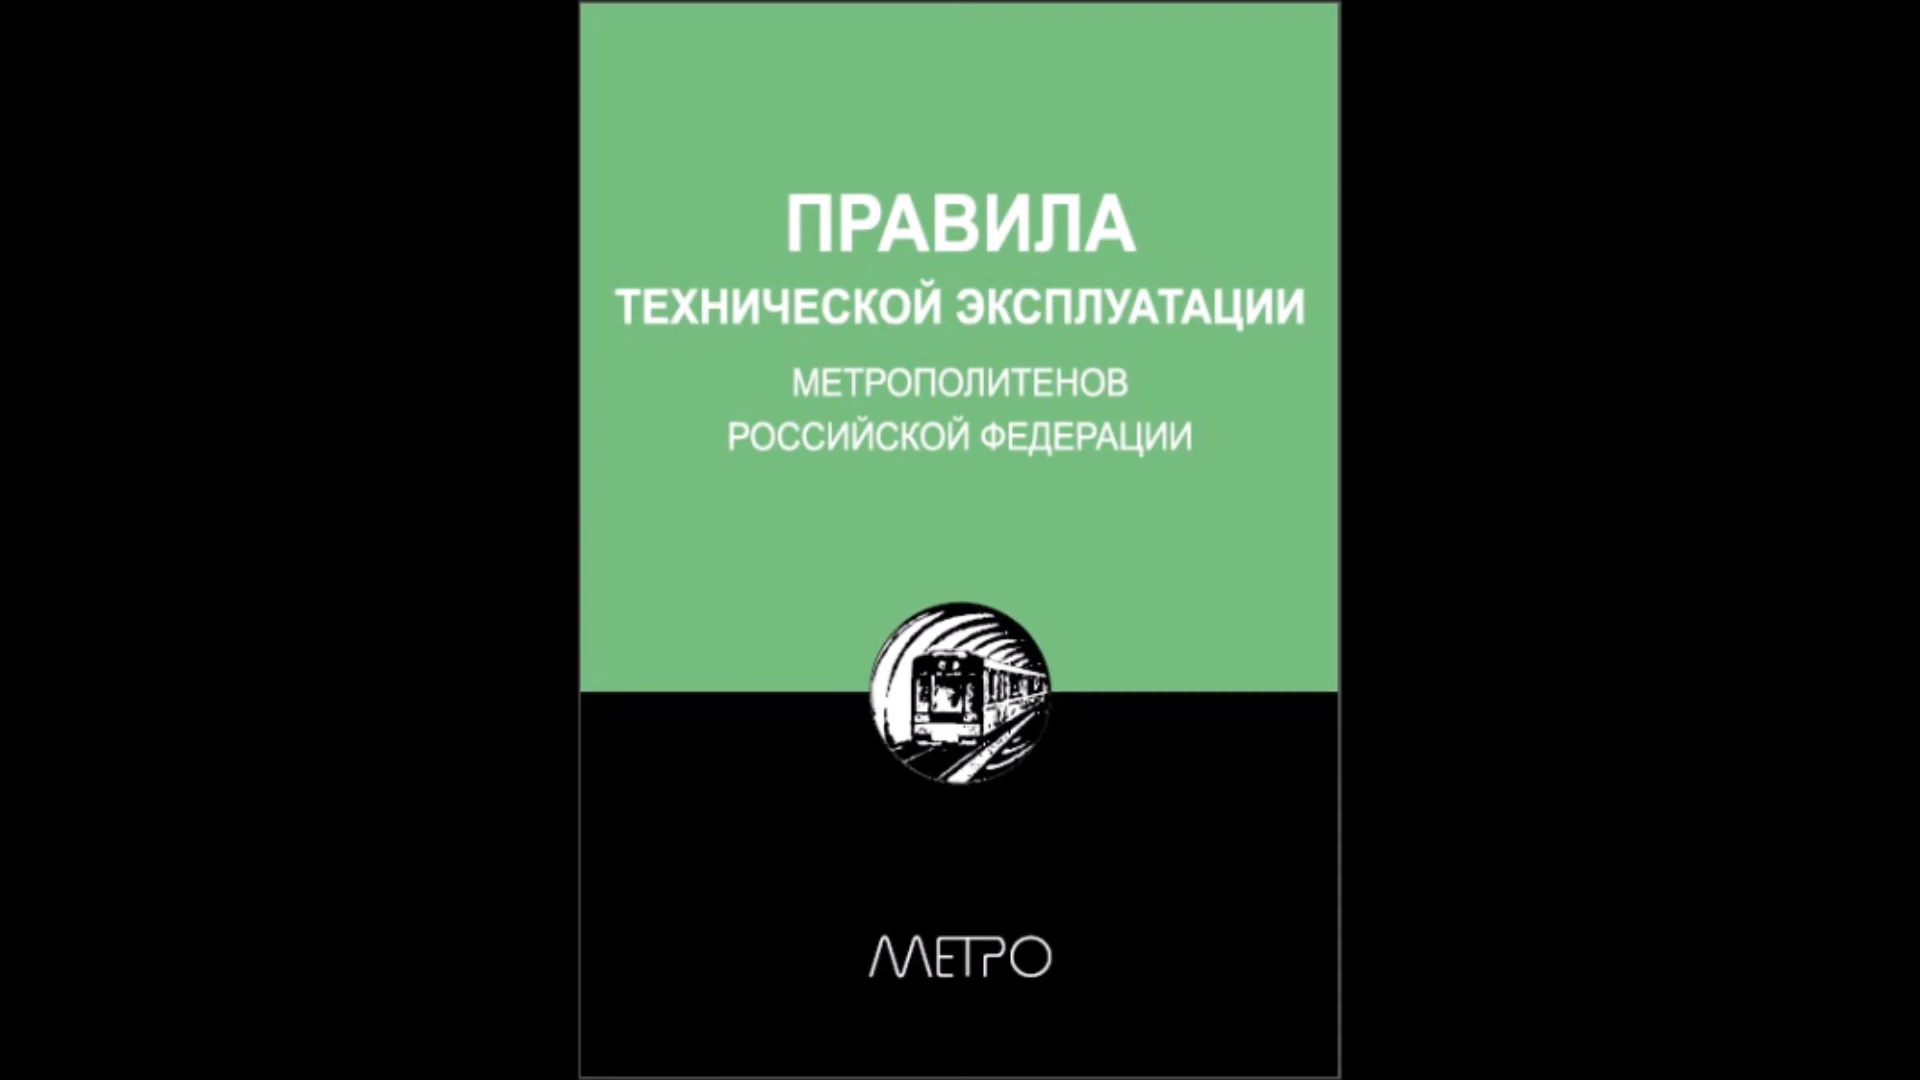 ПРАВИЛА
ТЕХНИЧЕСКОЙ ЭКСПЛУАТАЦИИ
МЕТРОПОЛИТЕНОВ
РОССИЙСКОЙ ФЕДЕРАЦИИ
МЕТРО